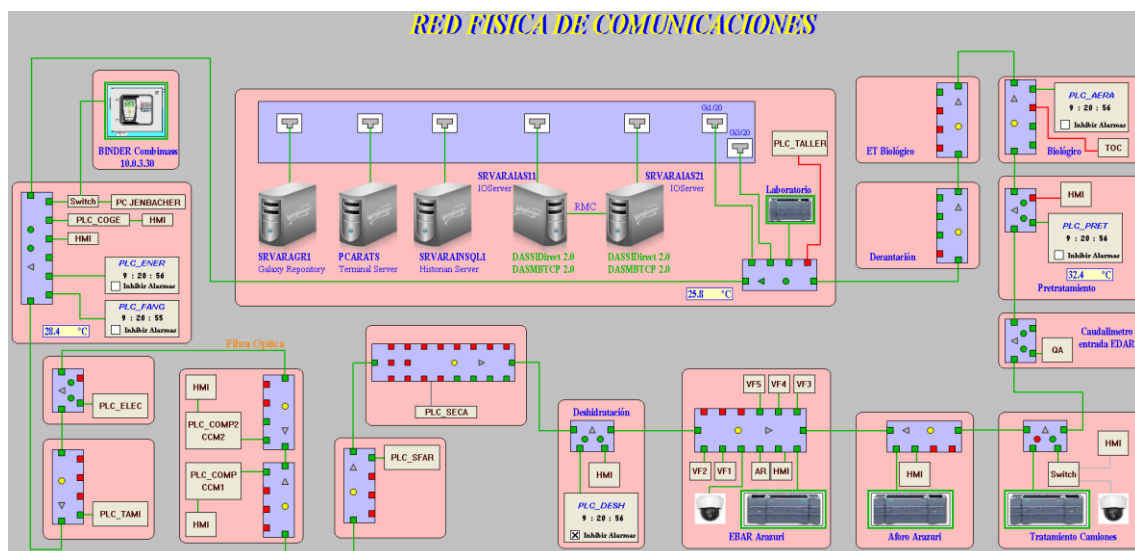 RED FISICA DE COMUNICACIONES
BINDER Combimass
10.0.3.30
Switch
PC JENBACHER
PLC_COGE
HMI
HMI
PLC_ENER
9 : 20 : 56
Inhibir Alarmas
PLC_FANG
9 : 20 : 55
Inhibir Alarmas
28.4 °C
Gi1/20
Gi3/20
SRVARAGR1
Galaxy Repository
PCARATS
Terminal Server
SRVARAINSQL1
Historian Server
SRVARAIAS11
IOServer
RMC
SRVARAIAS21
IOServer
DASSIDirect 2.0
DASMBTCP 2.0
DASSIDirect 2.0
DASMBTCP 2.0
Laboratorio
PLC_TALLER
25.8 °C
ET Biológico
Decantación
PLC_AERA
9 : 20 : 56
Inhibir Alarmas
Biológico
TOC
HMI
PLC_PRET
9 : 20 : 56
Inhibir Alarmas
32.4 °C
Pretratamiento
Caudalímetro
entrada EDAR
QA
Fibra Optica
PLC_ELEC
PLC_TAMI
HMI
PLC_COMP2
CCM2
PLC_COMP
CCM1
HMI
PLC_SECA
PLC_SFAR
Deshidratación
HMI
PLC_DESH
9 : 20 : 56
Inhibir Alarmas
VF5
VF4
VF3
VF2
VF1
AR
HMI
EBAR Arazuri
HMI
Aforo Arazuri
HMI
Switch
Tratamiento Camiones